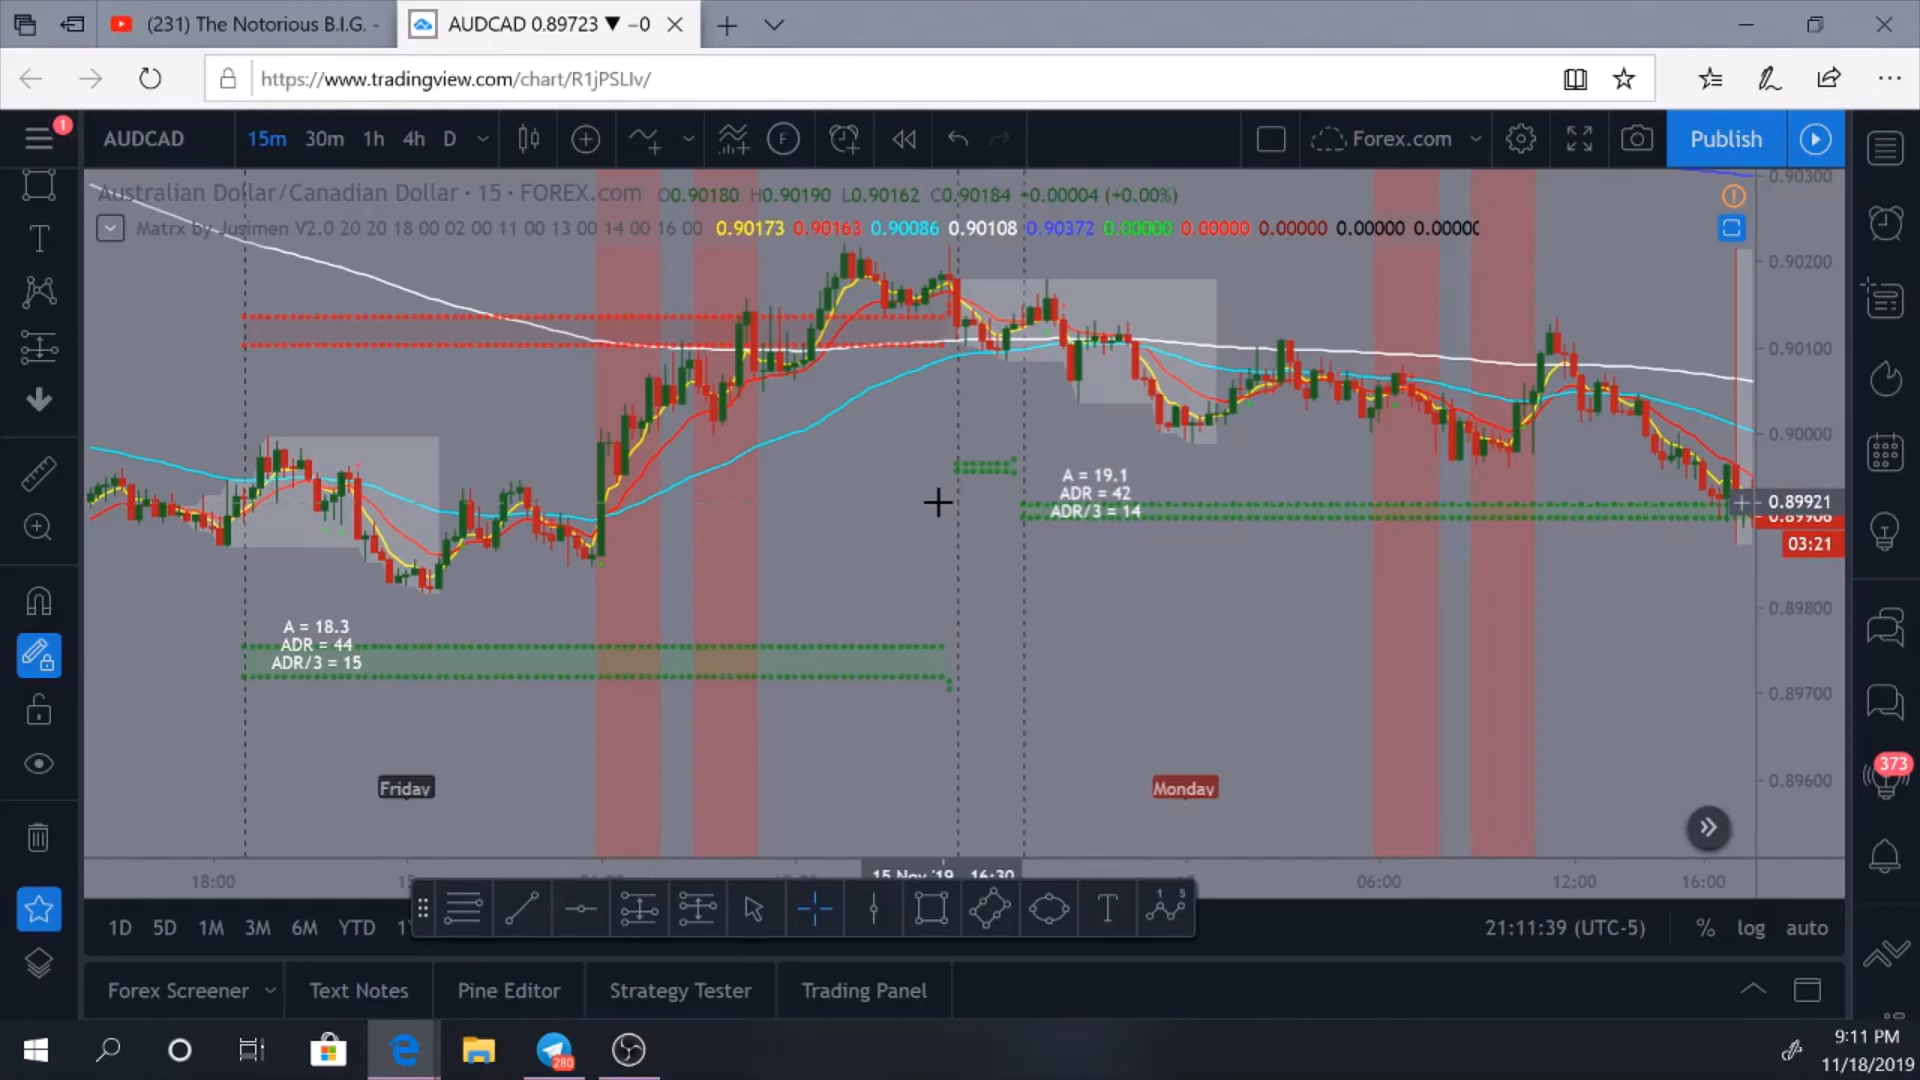 (231) The Notorious B.I.G. -
AUDCAD 0.89723 ▼ −0
https://www.tradingview.com/chart/R1jPSLIv/
1
AUDCAD
15m 30m 1h 4h D
F
Forex.com
Publish
Australian Dollar/Canadian Dollar · 15 · FOREX.com O0.90180 H0.90190 L0.90162 C0.90184 +0.00004 (+0.00%)
Matrx by Jusimen V2.0 20 20 18 00 02 00 11 00 13 00 14 00 16 00 0.90173 0.90163 0.90086 0.90108 0.90372 0.00000 0.00000 0.00000 0.00000 0.00000
0.90300
0.90200
0.90100
0.90000
0.89921
0.89906
03:21
0.89800
0.89700
0.89600
A = 19.1
ADR = 42
ADR/3 = 14
A = 18.3
ADR = 44
ADR/3 = 15
Friday
Monday
373
18:00
15 Nov '19 16:30
06:00
12:00
16:00
1D 5D 1M 3M 6M YTD
21:11:39 (UTC-5)
% log auto
T
1 5
Forex Screener
Text Notes
Pine Editor
Strategy Tester
Trading Panel
280
9:11 PM
11/18/2019